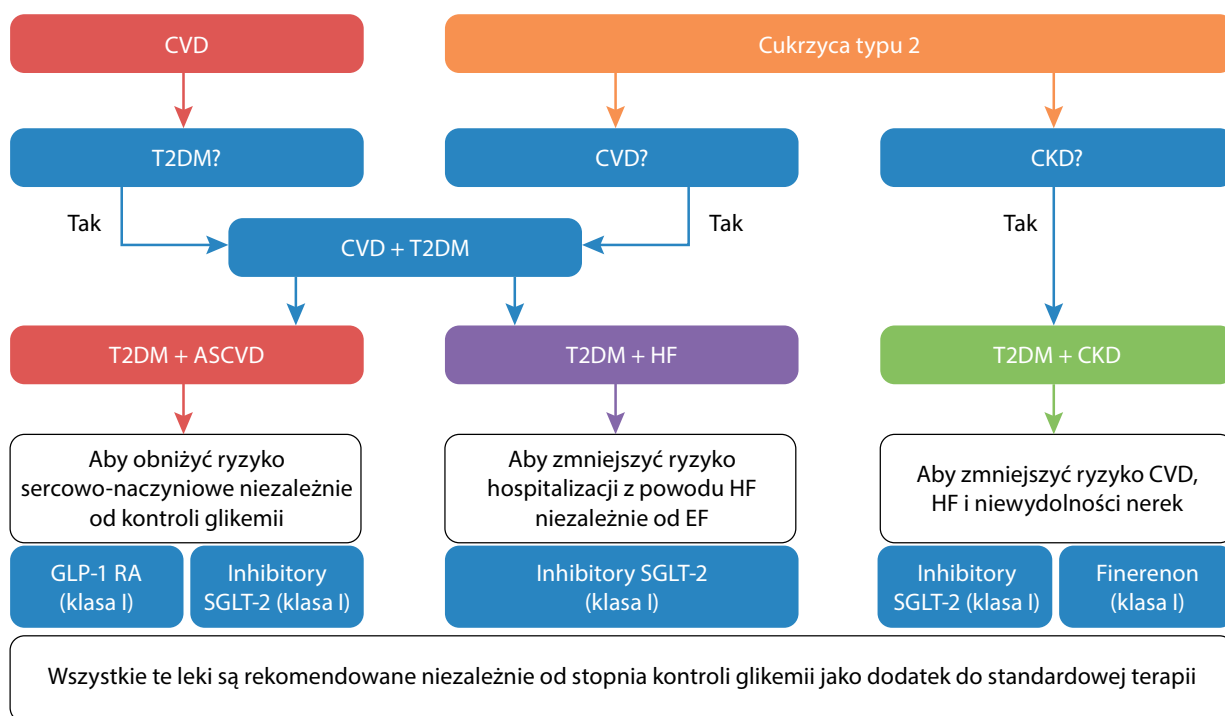 CVD
Cukrzyca typu 2
T2DM?
CVD?
CKD?
Tak
Tak
Tak
CVD + T2DM
T2DM + ASCVD
T2DM + HF
T2DM + CKD
Aby obniżyć ryzyko
sercowo-naczyniowe niezależnie
od kontroli glikemii
Aby zmniejszyć ryzyko
hospitalizacji z powodu HF
niezależnie od EF
Aby zmniejszyć ryzyko CVD,
HF i niewydolności nerek
GLP-1 RA
(klasa I)
Inhibitory
SGLT-2 (klasa I)
Inhibitory SGLT-2
(klasa I)
Inhibitory
SGLT-2 (klasa I)
Finerenon
(klasa I)
Wszystkie te leki są rekomendowane niezależnie od stopnia kontroli glikemii jako dodatek do standardowej terapii